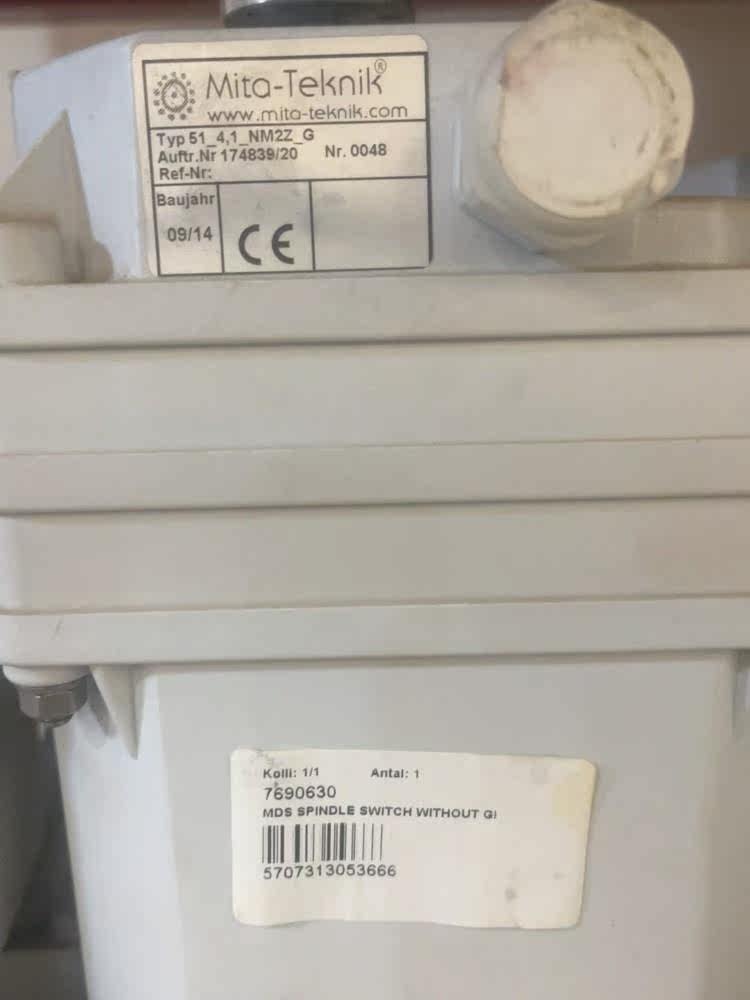 Mita-Teknik®
www.mita-teknik.com
Typ 51_4,1_NM2Z_G
Auftr.Nr 174839/20 Nr. 0048
Ref-Nr:
Baujahr
09/14 CE
Kolli: 1/1 Antal: 1
7690630
MDS SPINDLE SWITCH WITHOUT
5707313053666